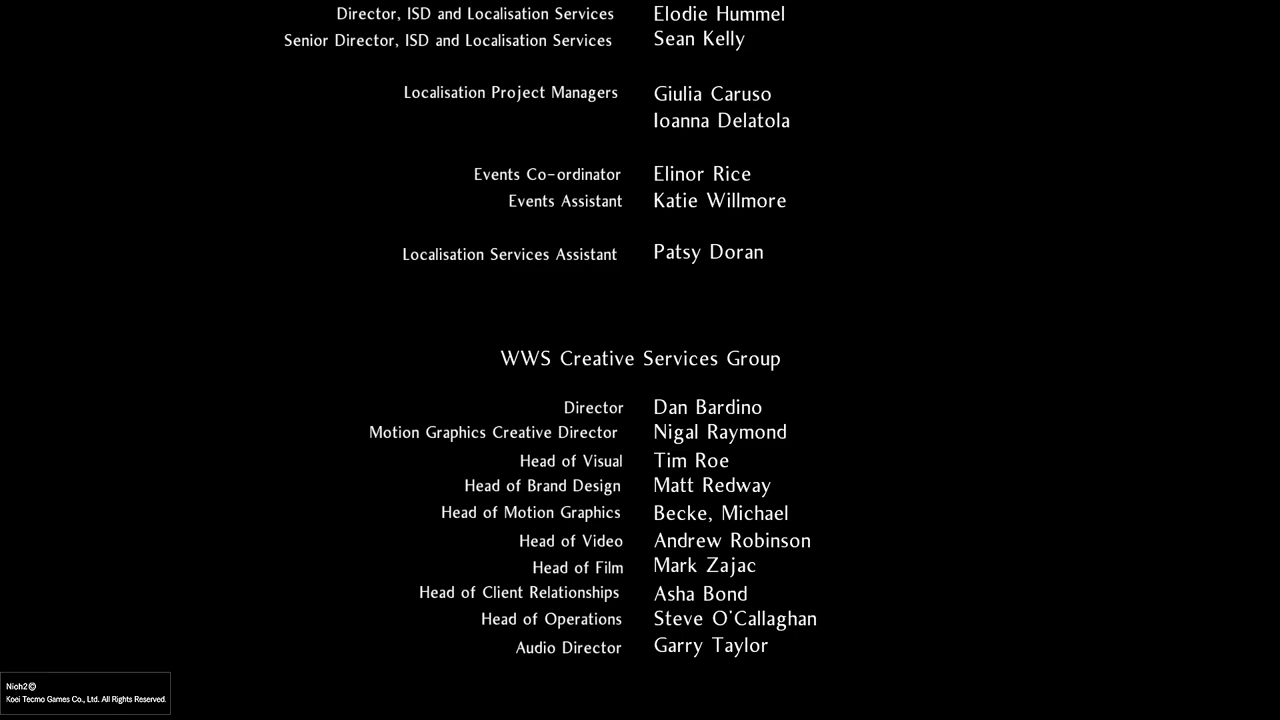 Director, ISD and Localisation Services Elodie Hummel
Senior Director, ISD and Localisation Services Sean Kelly
Localisation Project Managers Giulia Caruso
Ioanna Delatola
Events Co-ordinator Elinor Rice
Events Assistant Katie Willmore
Localisation Services Assistant Patsy Doran
WWS Creative Services Group
Director Dan Bardino
Motion Graphics Creative Director Nigal Raymond
Head of Visual Tim Roe
Head of Brand Design Matt Redway
Head of Motion Graphics Becke, Michael
Head of Video Andrew Robinson
Head of Film Mark Zajac
Head of Client Relationships Asha Bond
Head of Operations Steve O'Callaghan
Audio Director Garry Taylor
Nioh2©
Koei Tecmo Games Co., Ltd. All Rights Reserved.